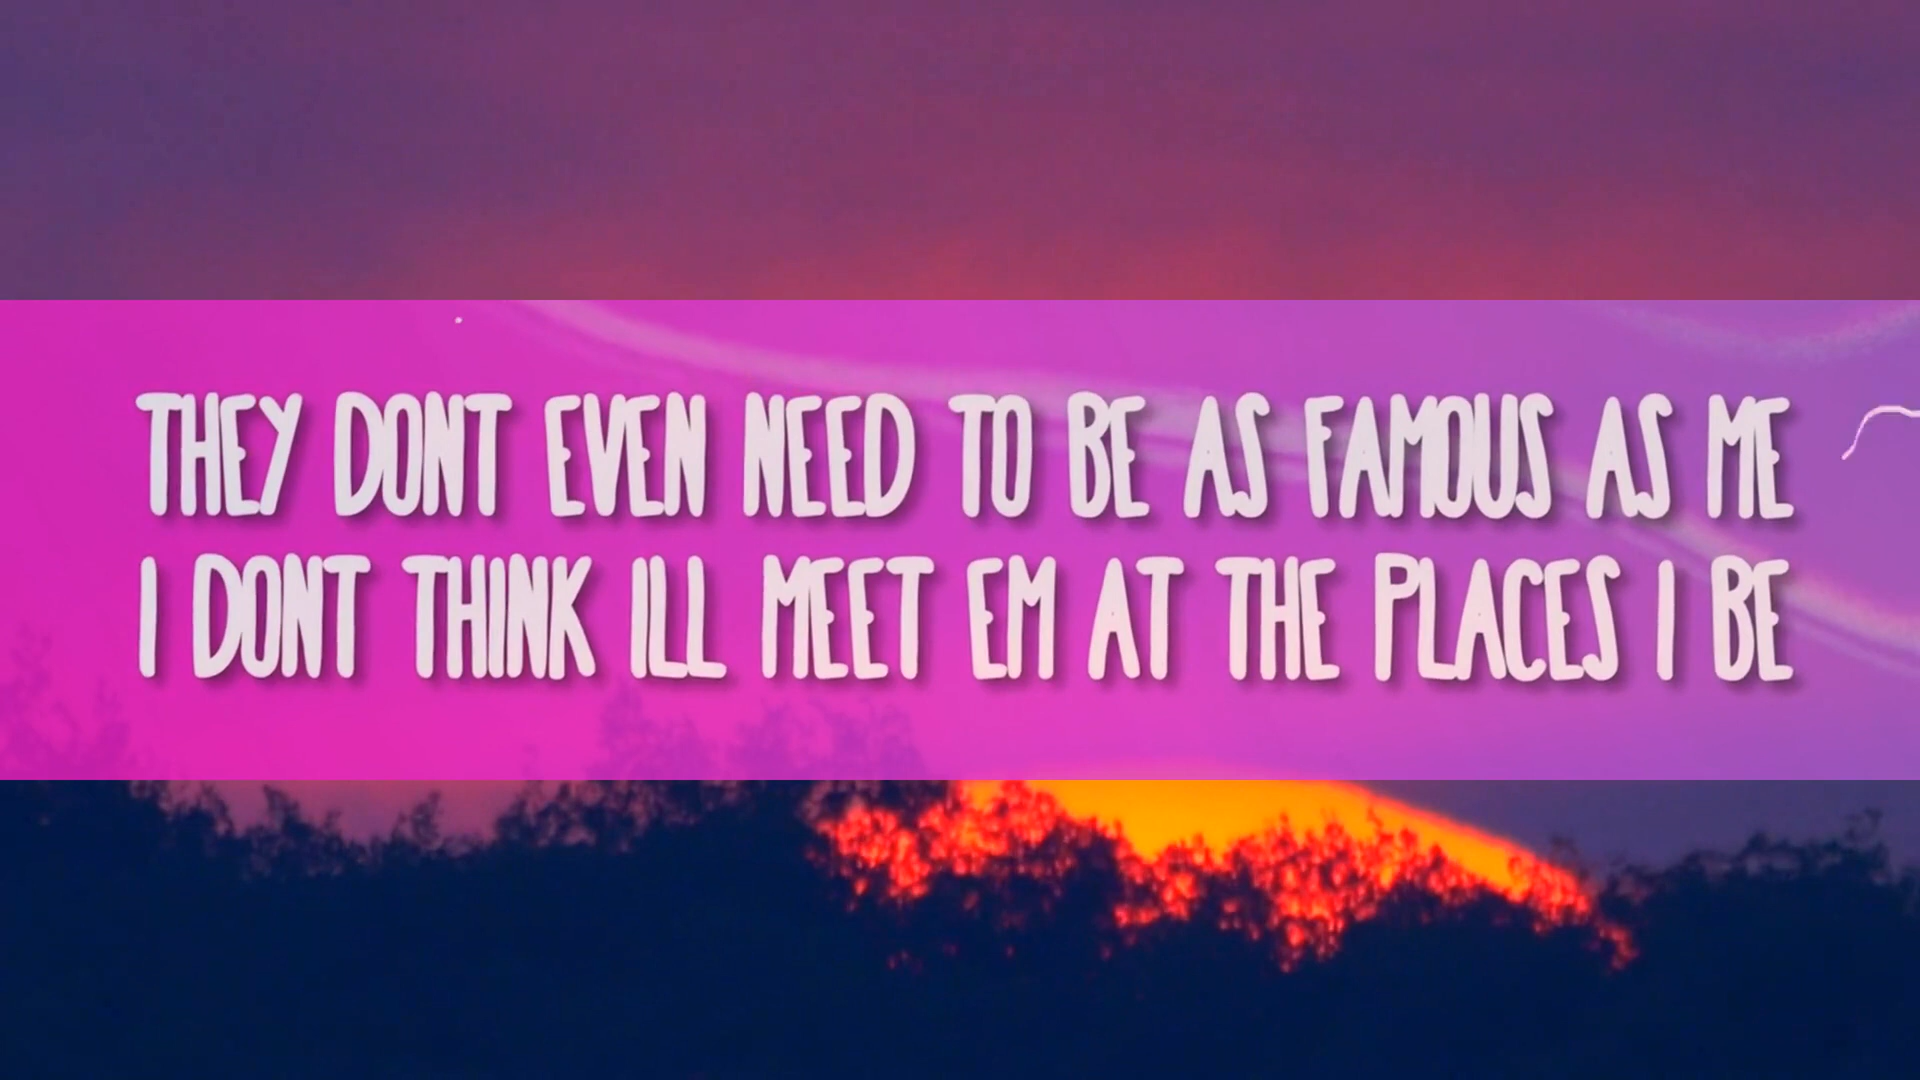 THEY DONT EVEN NEED TO BE AS FAMOUS AS ME
I DONT THINK ILL MEET EM AT THE PLACES I BE